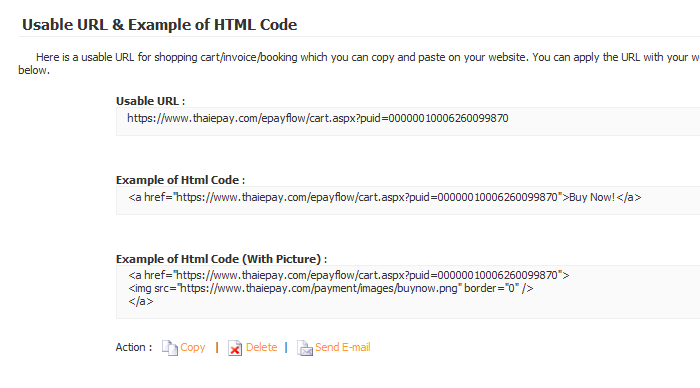 Usable URL & Example of HTML Code
Here is a usable URL for shopping cart/invoice/booking which you can copy and paste on your website. You can apply the URL with your w
below.
Usable URL :
https://www.thaiepay.com/epayflow/cart.aspx?puid=00000010006260099870
Example of Html Code :
<a href="https://www.thaiepay.com/epayflow/cart.aspx?puid=00000010006260099870">Buy Now!</a>
Example of Html Code (With Picture) :
<a href="https://www.thaiepay.com/epayflow/cart.aspx?puid=00000010006260099870">
<img src="https://www.thaiepay.com/payment/images/buynow.png" border="0" />
</a>
Action : Copy | Delete | Send E-mail